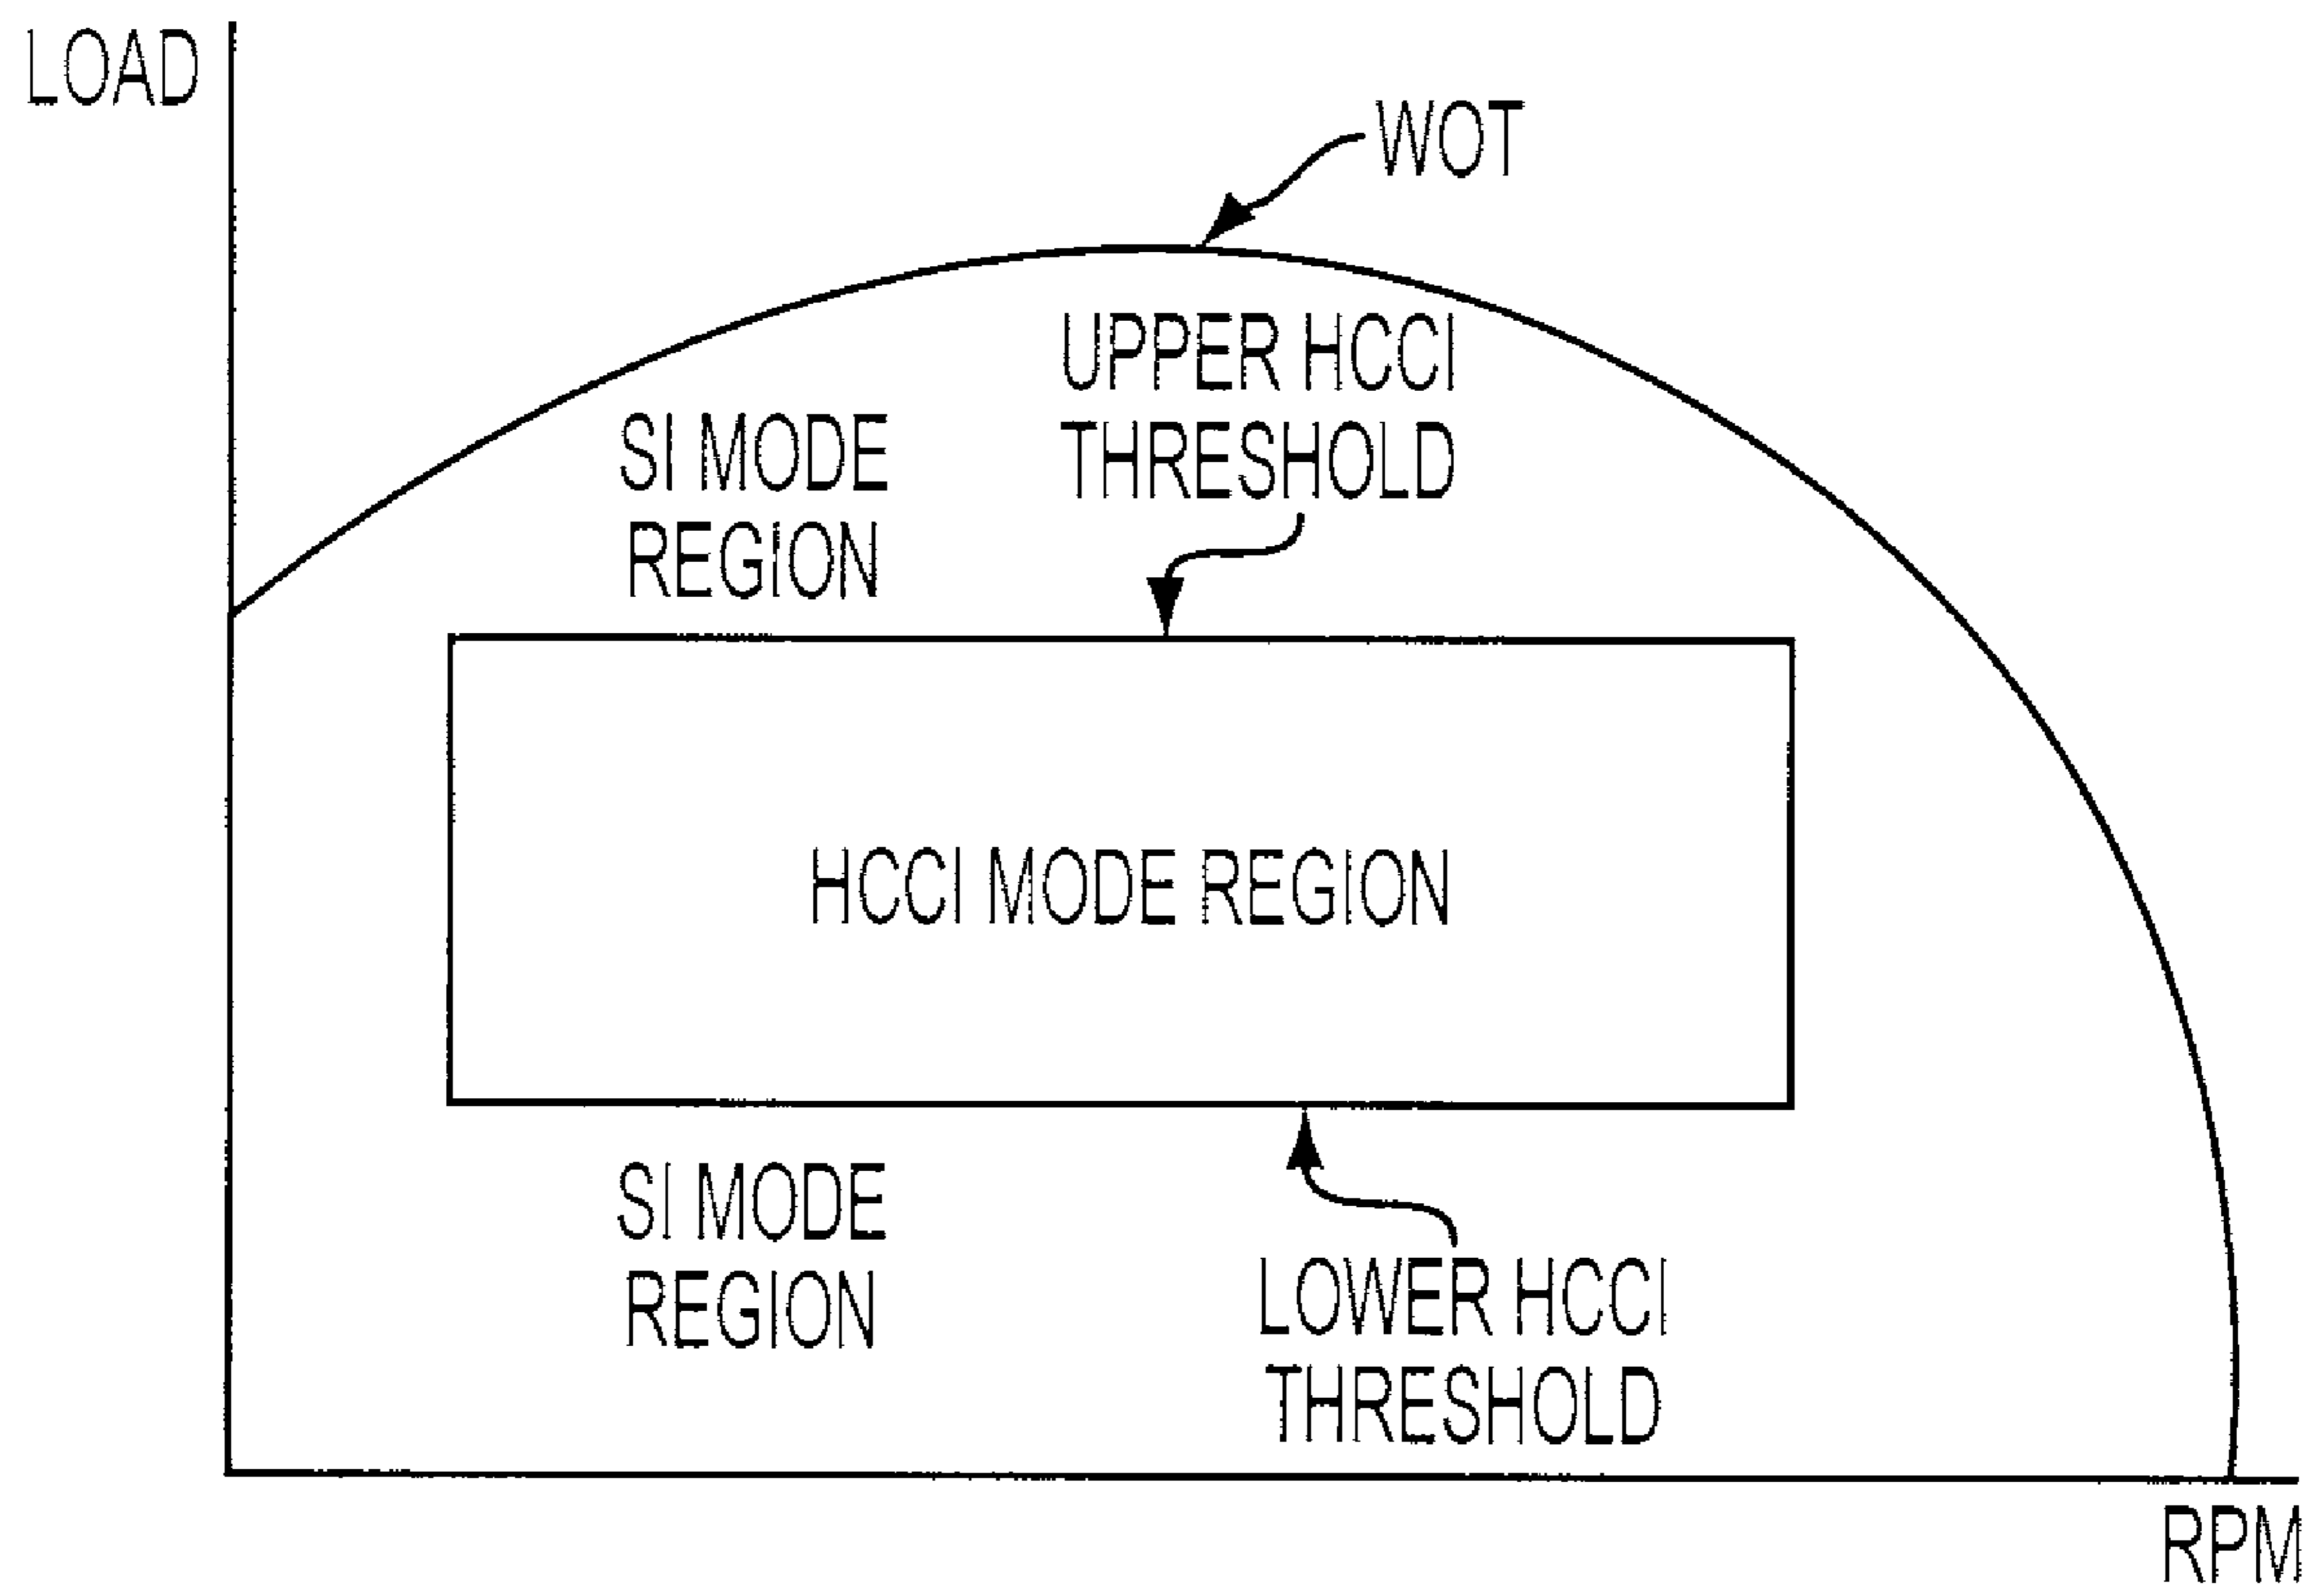 LOAD
WOT
UPPER HCCI
THRESHOLD
SI MODE
REGION
HCCI MODE REGION
SI MODE
REGION
LOWER HCCI
THRESHOLD
RPM